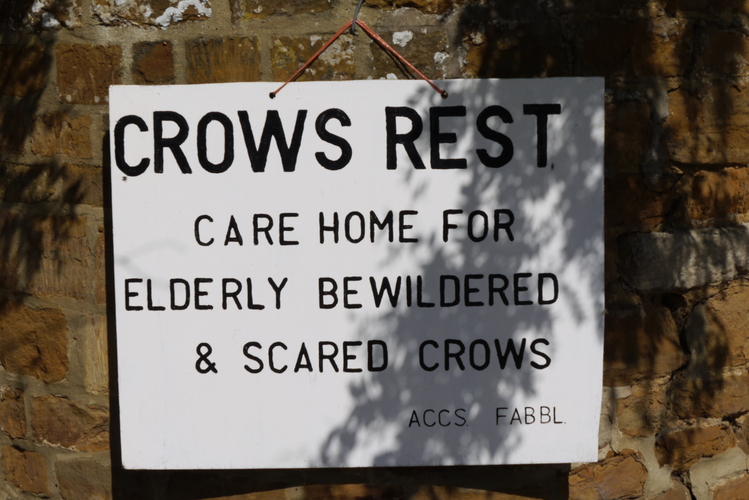 CROWS REST
CARE HOME FOR
ELDERLY BEWILDERED
& SCARED CROWS
ACCS. FABBL.